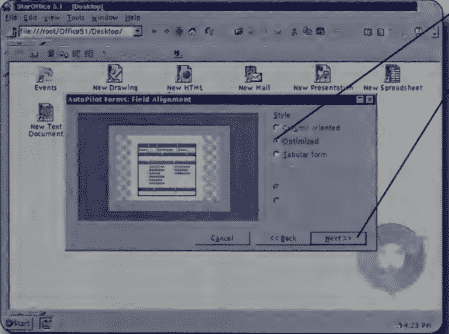 StarOffice 5.1 [Desktop]
File Edit View Tools Window Help
file:///root/Office51/Desktop/
Events New Drawing New HTML New Mail New Presentation New Spreadsheet
New Text Document
AutoPilot Forms: Field Alignment
Style
Column oriented
Optimized
Tabular form
Cancel << Back Next >>
Start